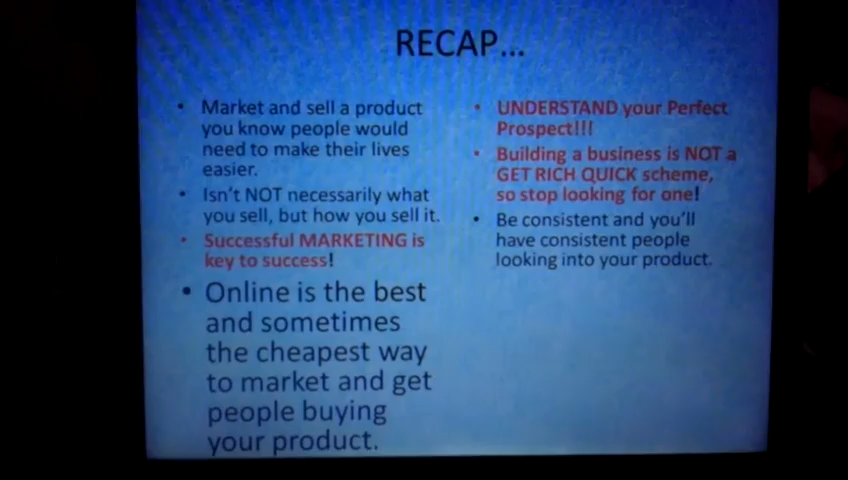 RECAP...
• Market and sell a product
you know people would
need to make their lives
easier.
• Isn't NOT necessarily what
you sell, but how you sell it.
• Successful MARKETING is
key to success!
• Online is the best
and sometimes
the cheapest way
to market and get
people buying
your product.
• UNDERSTAND your Perfect
Prospect!!!
• Building a business is NOT a
GET RICH QUICK scheme,
so stop looking for one!
• Be consistent and you'll
have consistent people
looking into your product.